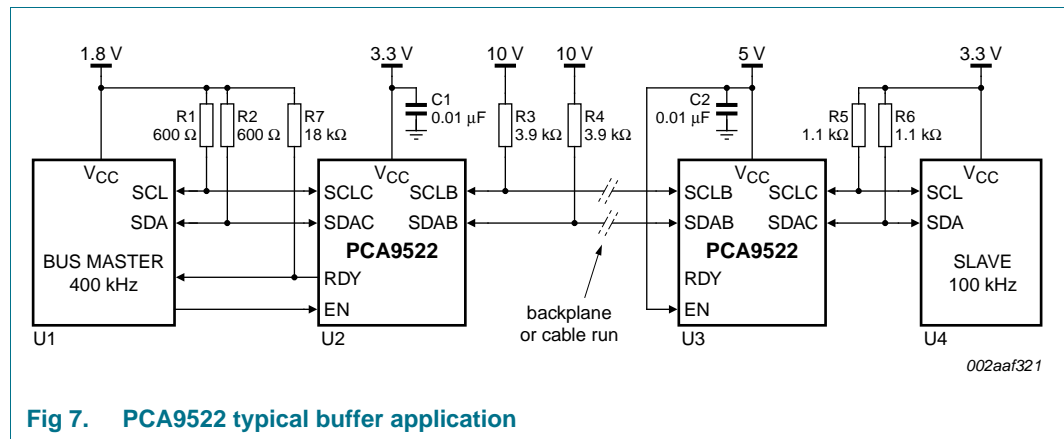 1.8 V
3.3 V
10 V
10 V
5 V
3.3 V
R1
600 Ω
R2
600 Ω
R7
18 kΩ
C1
0.01 μF
R3
3.9 kΩ
R4
3.9 kΩ
C2
0.01 μF
R5
1.1 kΩ
R6
1.1 kΩ
VCC
SCL
SDA
BUS MASTER
400 kHz
U1
VCC
SCLC
SCLB
SDAC
SDAB
PCA9522
RDY
EN
U2
backplane
or cable run
VCC
SCLB
SCLC
SDAB
SDAC
PCA9522
RDY
EN
U3
VCC
SCL
SDA
SLAVE
100 kHz
U4
002aaf321
Fig 7. PCA9522 typical buffer application